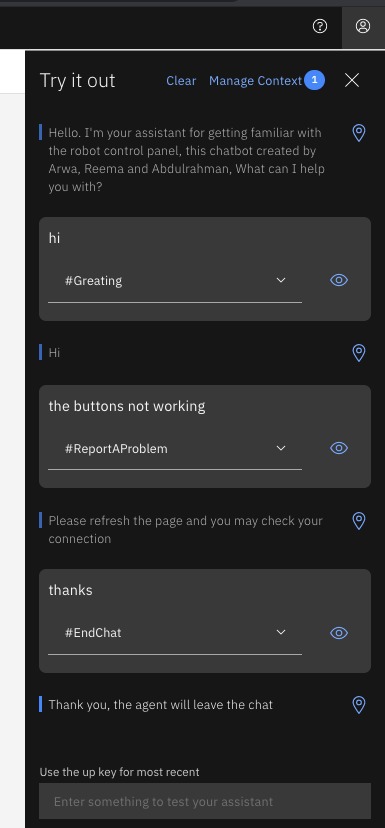 Try it out
Clear
Manage Context
1
Hello. I'm your assistant for getting familiar with
the robot control panel, this chatbot created by
Arwa, Reema and Abdulrahman, What can I help
you with?
hi
#Greating
Hi
the buttons not working
#ReportAProblem
Please refresh the page and you may check your
connection
thanks
#EndChat
Thank you, the agent will leave the chat
Use the up key for most recent
Enter something to test your assistant